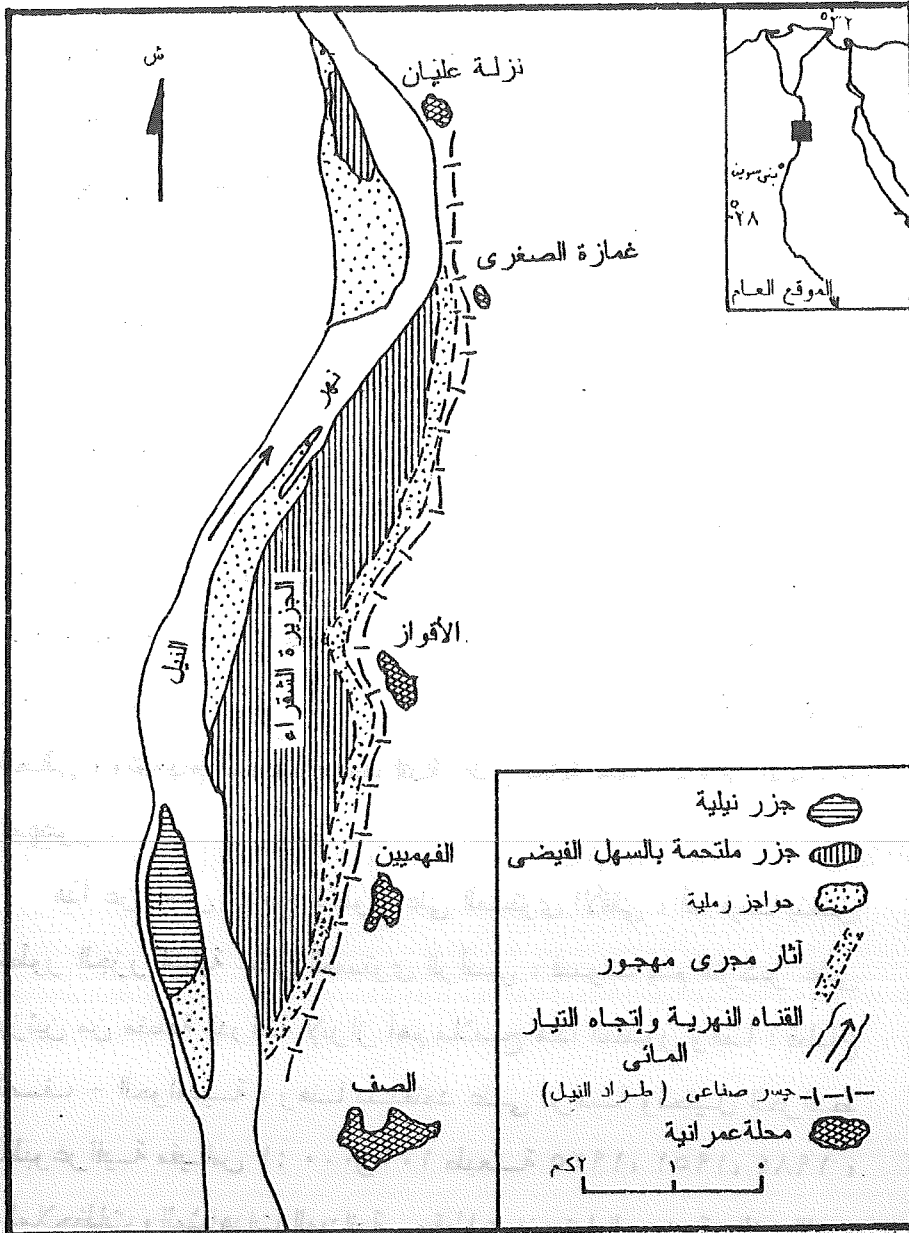 ش
نزلة عليان
°٣٢
بنى سويف
°٢٨
الموقع العام
غمازة الصغرى
نهر
النيل
الجزيرة الشقراء
الأقواز
الفهميين
الصف
جزر نيلية
جزر ملتحمة بالسهل الفيضى
حواجز رملية
آثار مجرى مهجور
القناه النهرية وإتجاه التيار
المائى
جسر صناعى ( طراد النيل )
محلة عمرانية
٢كم ١ ٠